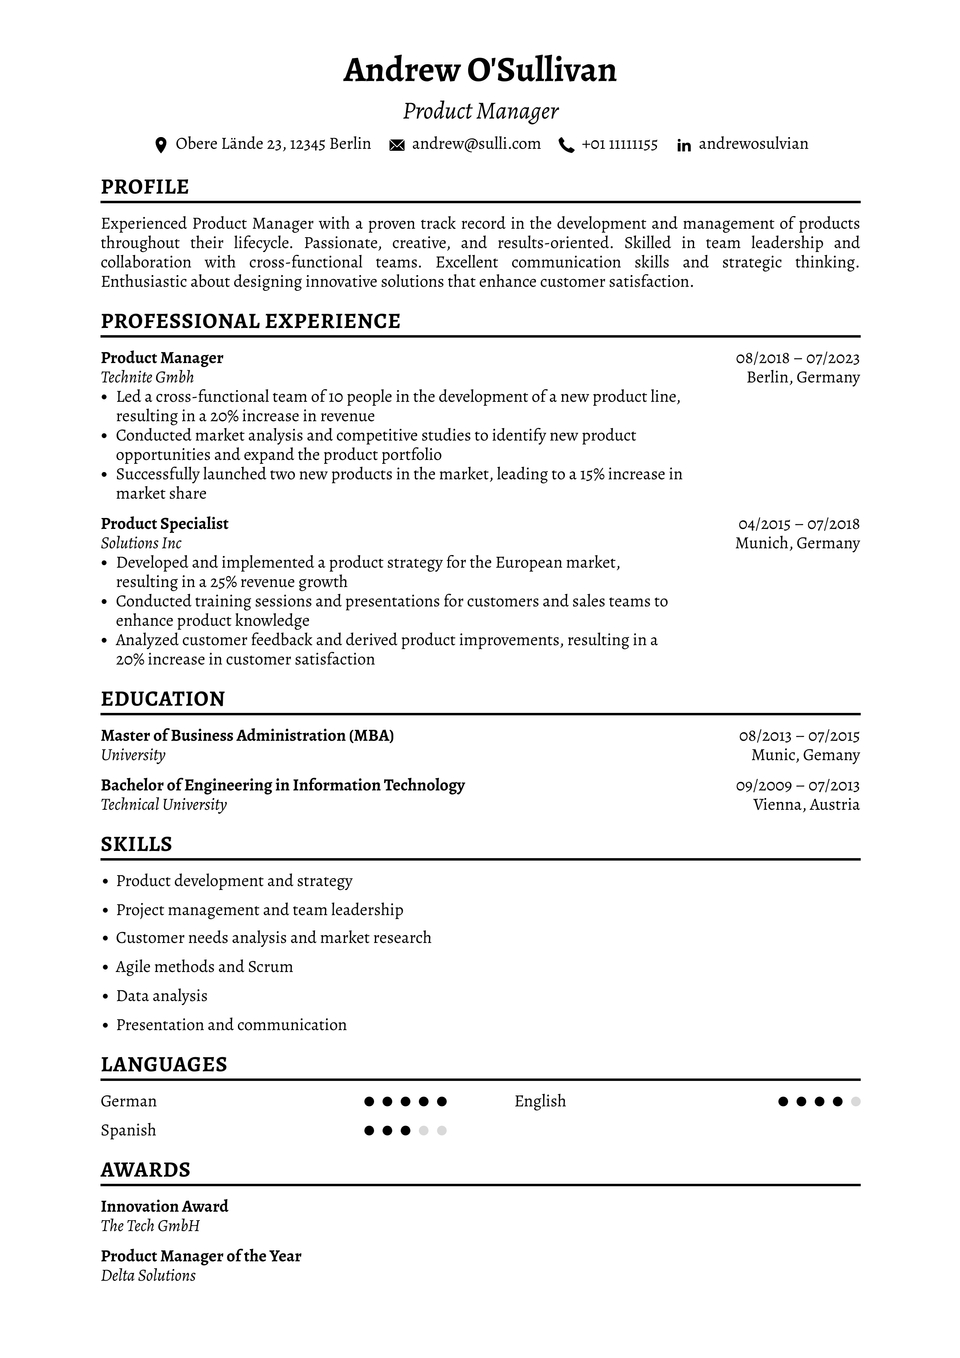 Andrew O'Sullivan
Product Manager
Obere Lände 23, 12345 Berlin andrew@sulli.com +01 11111155 andrewosulvian
PROFILE
Experienced Product Manager with a proven track record in the development and management of products
throughout their lifecycle. Passionate, creative, and results-oriented. Skilled in team leadership and
collaboration with cross-functional teams. Excellent communication skills and strategic thinking.
Enthusiastic about designing innovative solutions that enhance customer satisfaction.
PROFESSIONAL EXPERIENCE
Product Manager 08/2018 – 07/2023
Technite Gmbh Berlin, Germany
• Led a cross-functional team of 10 people in the development of a new product line,
resulting in a 20% increase in revenue
• Conducted market analysis and competitive studies to identify new product
opportunities and expand the product portfolio
• Successfully launched two new products in the market, leading to a 15% increase in
market share
Product Specialist 04/2015 – 07/2018
Solutions Inc Munich, Germany
• Developed and implemented a product strategy for the European market,
resulting in a 25% revenue growth
• Conducted training sessions and presentations for customers and sales teams to
enhance product knowledge
• Analyzed customer feedback and derived product improvements, resulting in a
20% increase in customer satisfaction
EDUCATION
Master of Business Administration (MBA) 08/2013 – 07/2015
University Munic, Gemany
Bachelor of Engineering in Information Technology 09/2009 – 07/2013
Technical University Vienna, Austria
SKILLS
• Product development and strategy
• Project management and team leadership
• Customer needs analysis and market research
• Agile methods and Scrum
• Data analysis
• Presentation and communication
LANGUAGES
German English
Spanish
AWARDS
Innovation Award
The Tech GmbH
Product Manager of the Year
Delta Solutions